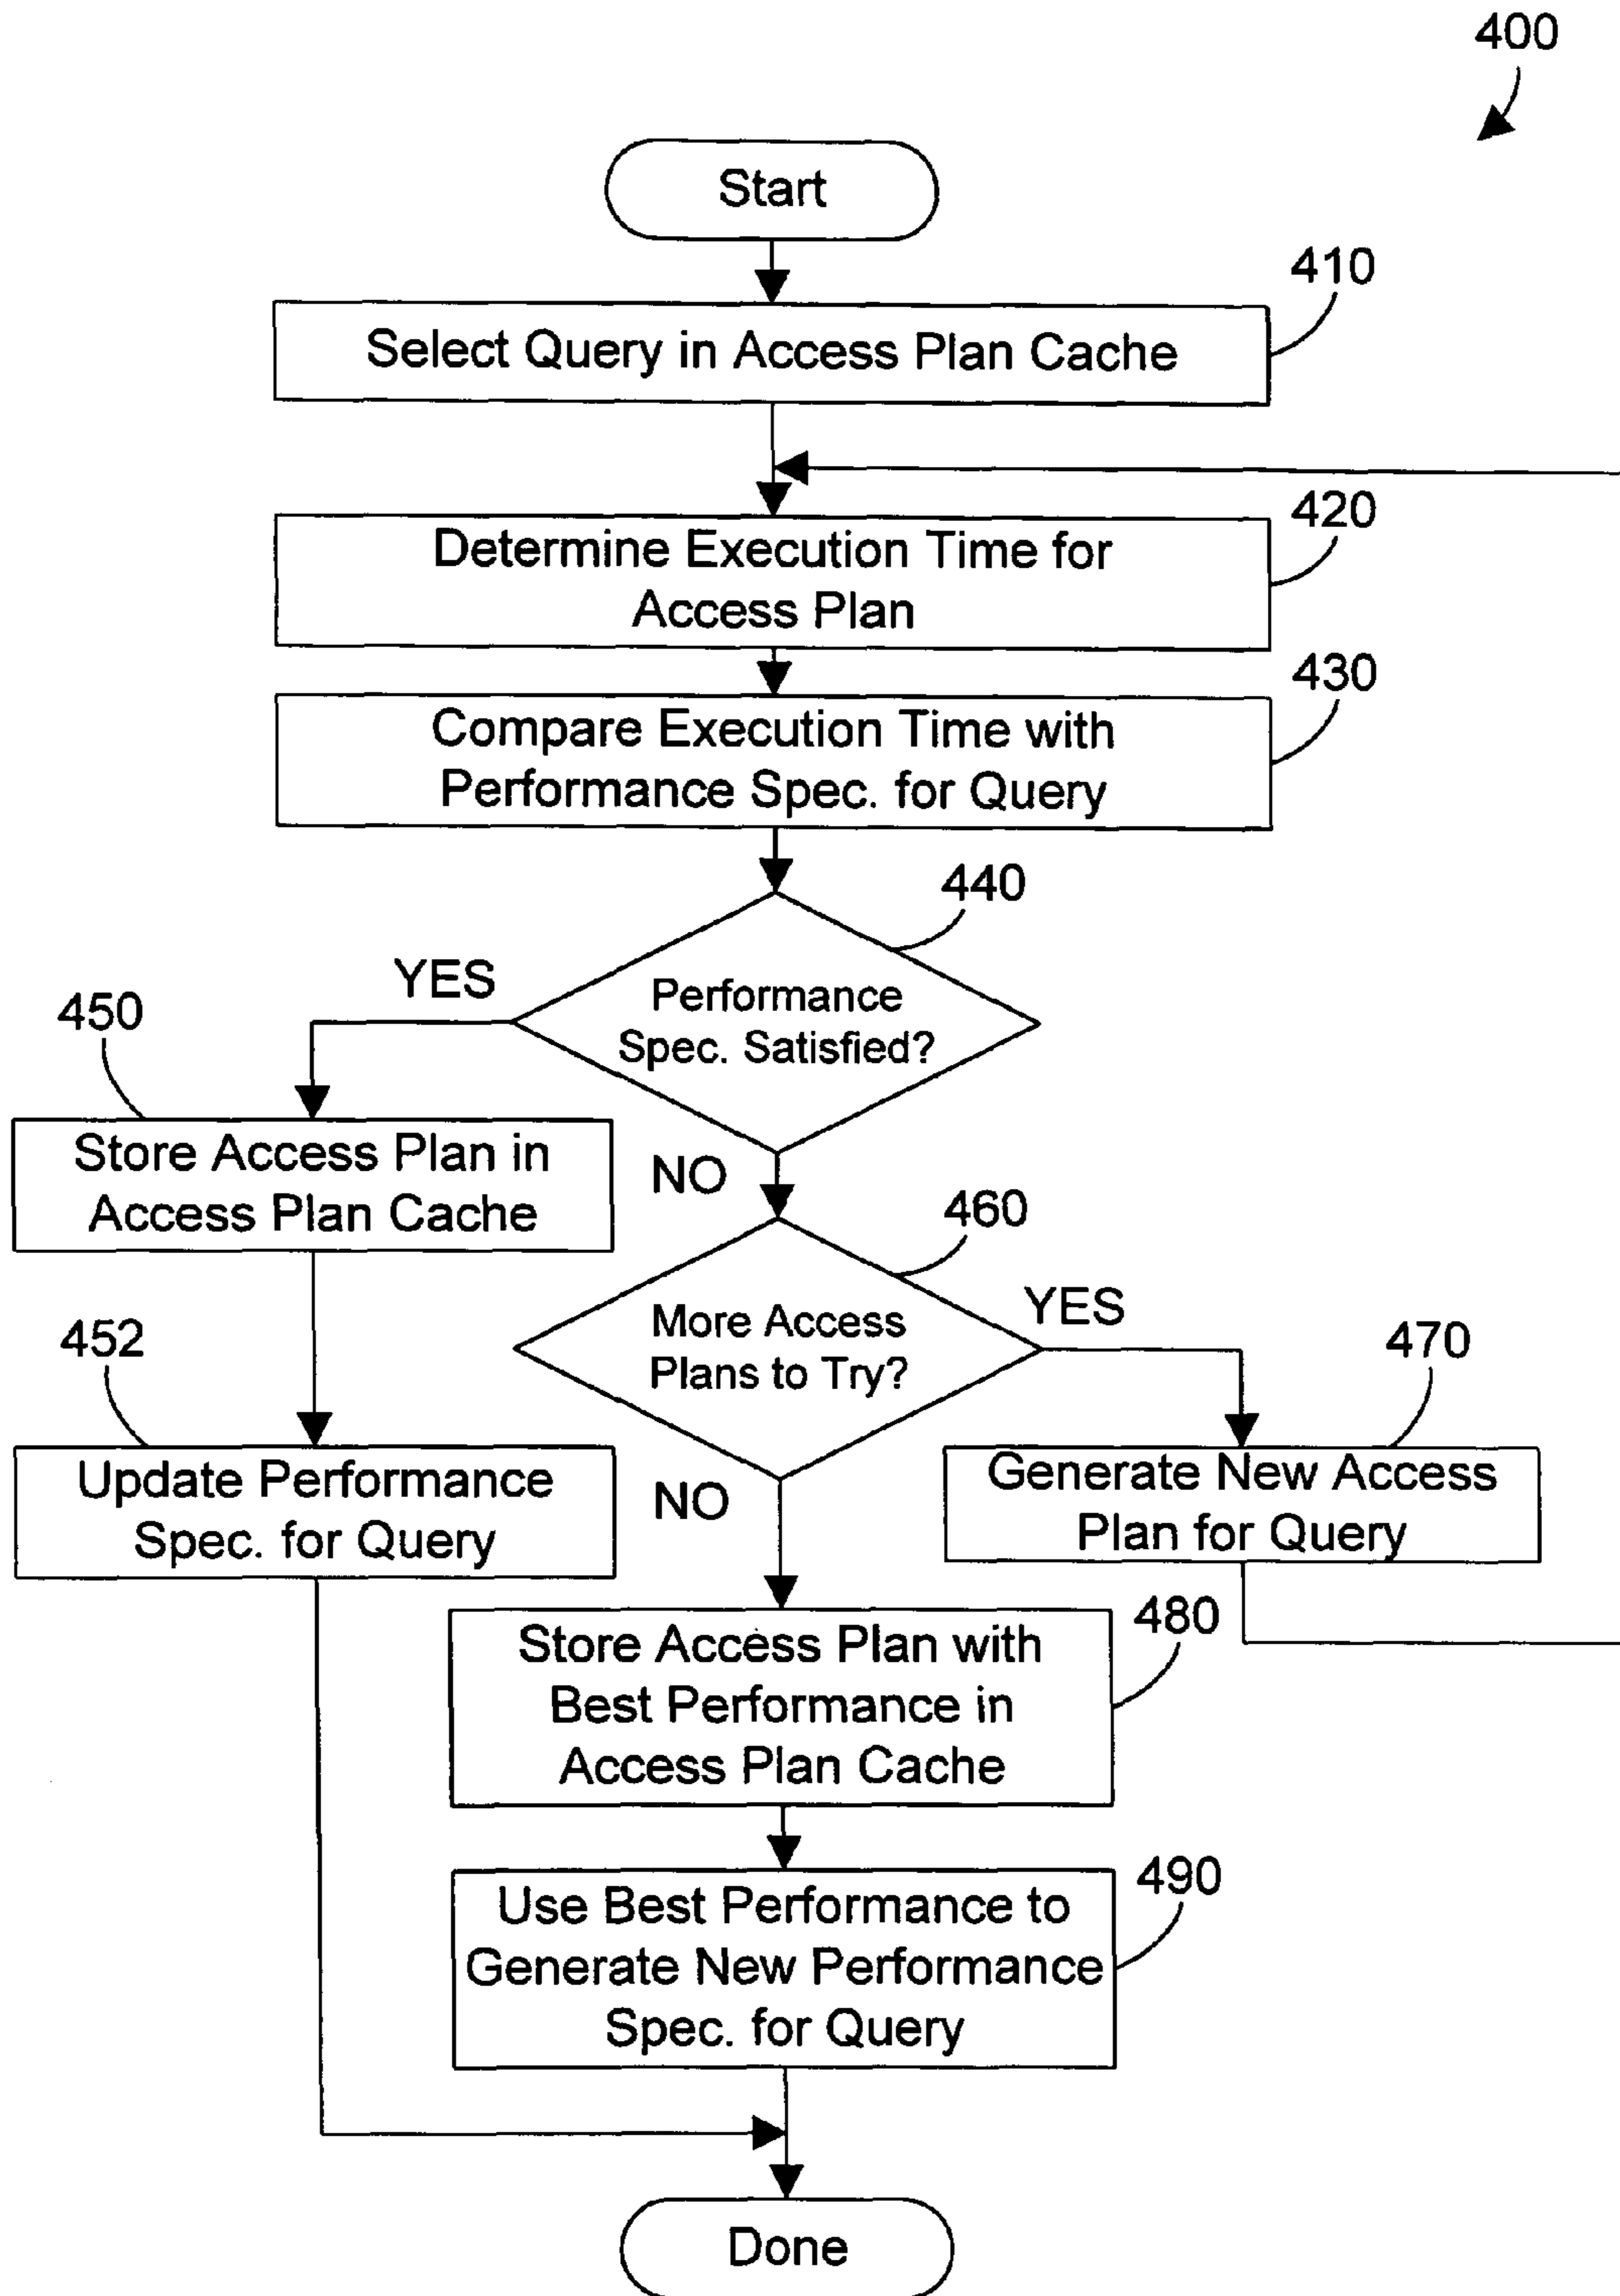 400
Start
410
Select Query in Access Plan Cache
420
Determine Execution Time for
Access Plan
430
Compare Execution Time with
Performance Spec. for Query
440
YES
Performance
Spec. Satisfied?
450
Store Access Plan in
Access Plan Cache
NO
460
YES
More Access
Plans to Try?
452
470
Update Performance
Spec. for Query
NO
Generate New Access
Plan for Query
480
Store Access Plan with
Best Performance in
Access Plan Cache
490
Use Best Performance to
Generate New Performance
Spec. for Query
Done